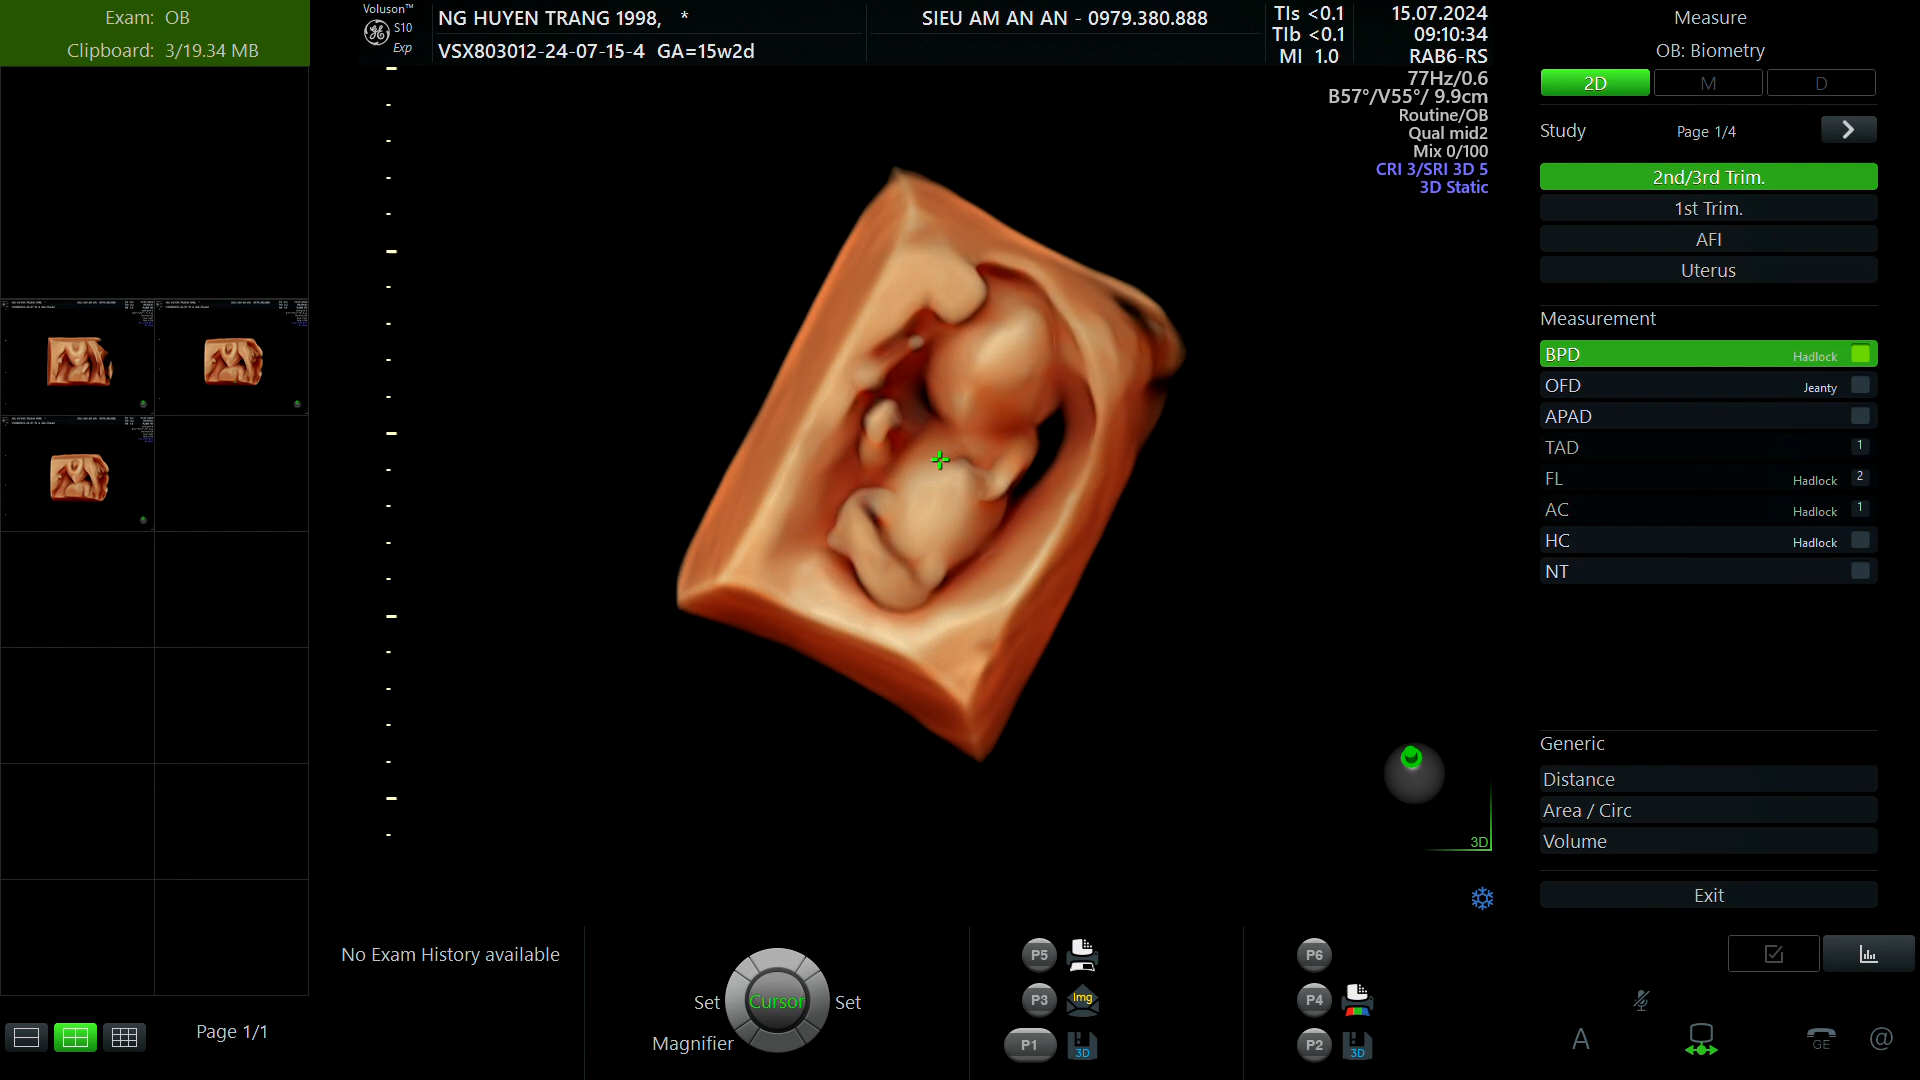 Exam: OB
Clipboard: 3/19.34 MB
Voluson™
S10
Exp
NG HUYEN TRANG 1998, *
SIEU AM AN AN - 0979.380.888
VSX803012-24-07-15-4 GA=15w2d
TIs <0.1
TIb <0.1
MI 1.0
15.07.2024
09:10:34
RAB6-RS
77Hz/0.6
B57°/V55°/ 9.9cm
Routine/OB
Qual mid2
Mix 0/100
CRI 3/SRI 3D 5
3D Static
Measure
OB: Biometry
2D M D
Study Page 1/4
2nd/3rd Trim.
1st Trim.
AFI
Uterus
Measurement
BPD Hadlock
OFD Jeanty
APAD
TAD 1
FL Hadlock 2
AC Hadlock 1
HC Hadlock
NT
Generic
Distance
Area / Circ
Volume
Exit
3D
No Exam History available
Set Cursor Set
Magnifier
P5
P3 Img
P1 3D
P6
P4
P2 3D
Page 1/1
A GE @